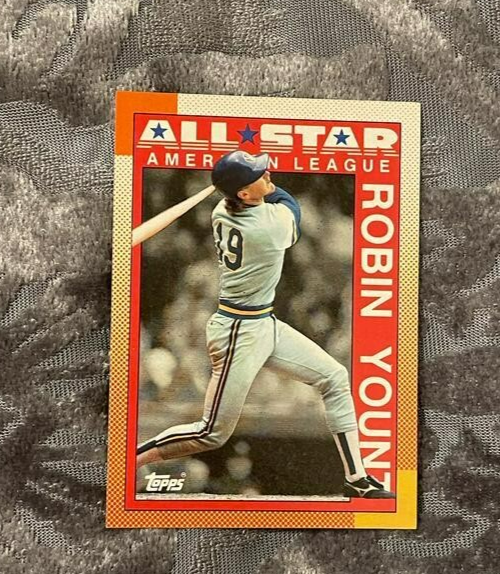 ALL★STAR
AMERICAN LEAGUE
ROBIN YOUNT
19
Topps